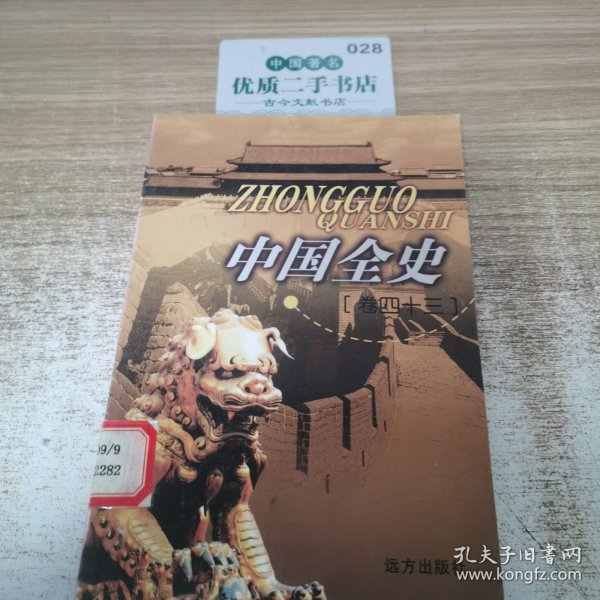 028
中国著名
优质二手书店
古今文献书店
ZHONGGUO
QUANSHI
中国全史
[卷四十三]
09/9
2282
远方出版社
孔夫子旧书网
www.kongfz.com